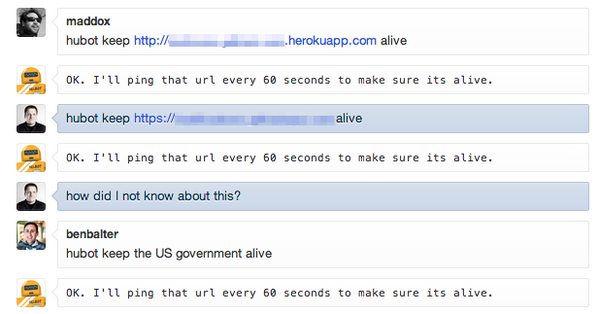 maddox
hubot keep http:// .herokuapp.com alive
OK. I'll ping that url every 60 seconds to make sure its alive.
hubot keep https:// alive
OK. I'll ping that url every 60 seconds to make sure its alive.
how did I not know about this?
benbalter
hubot keep the US government alive
OK. I'll ping that url every 60 seconds to make sure its alive.